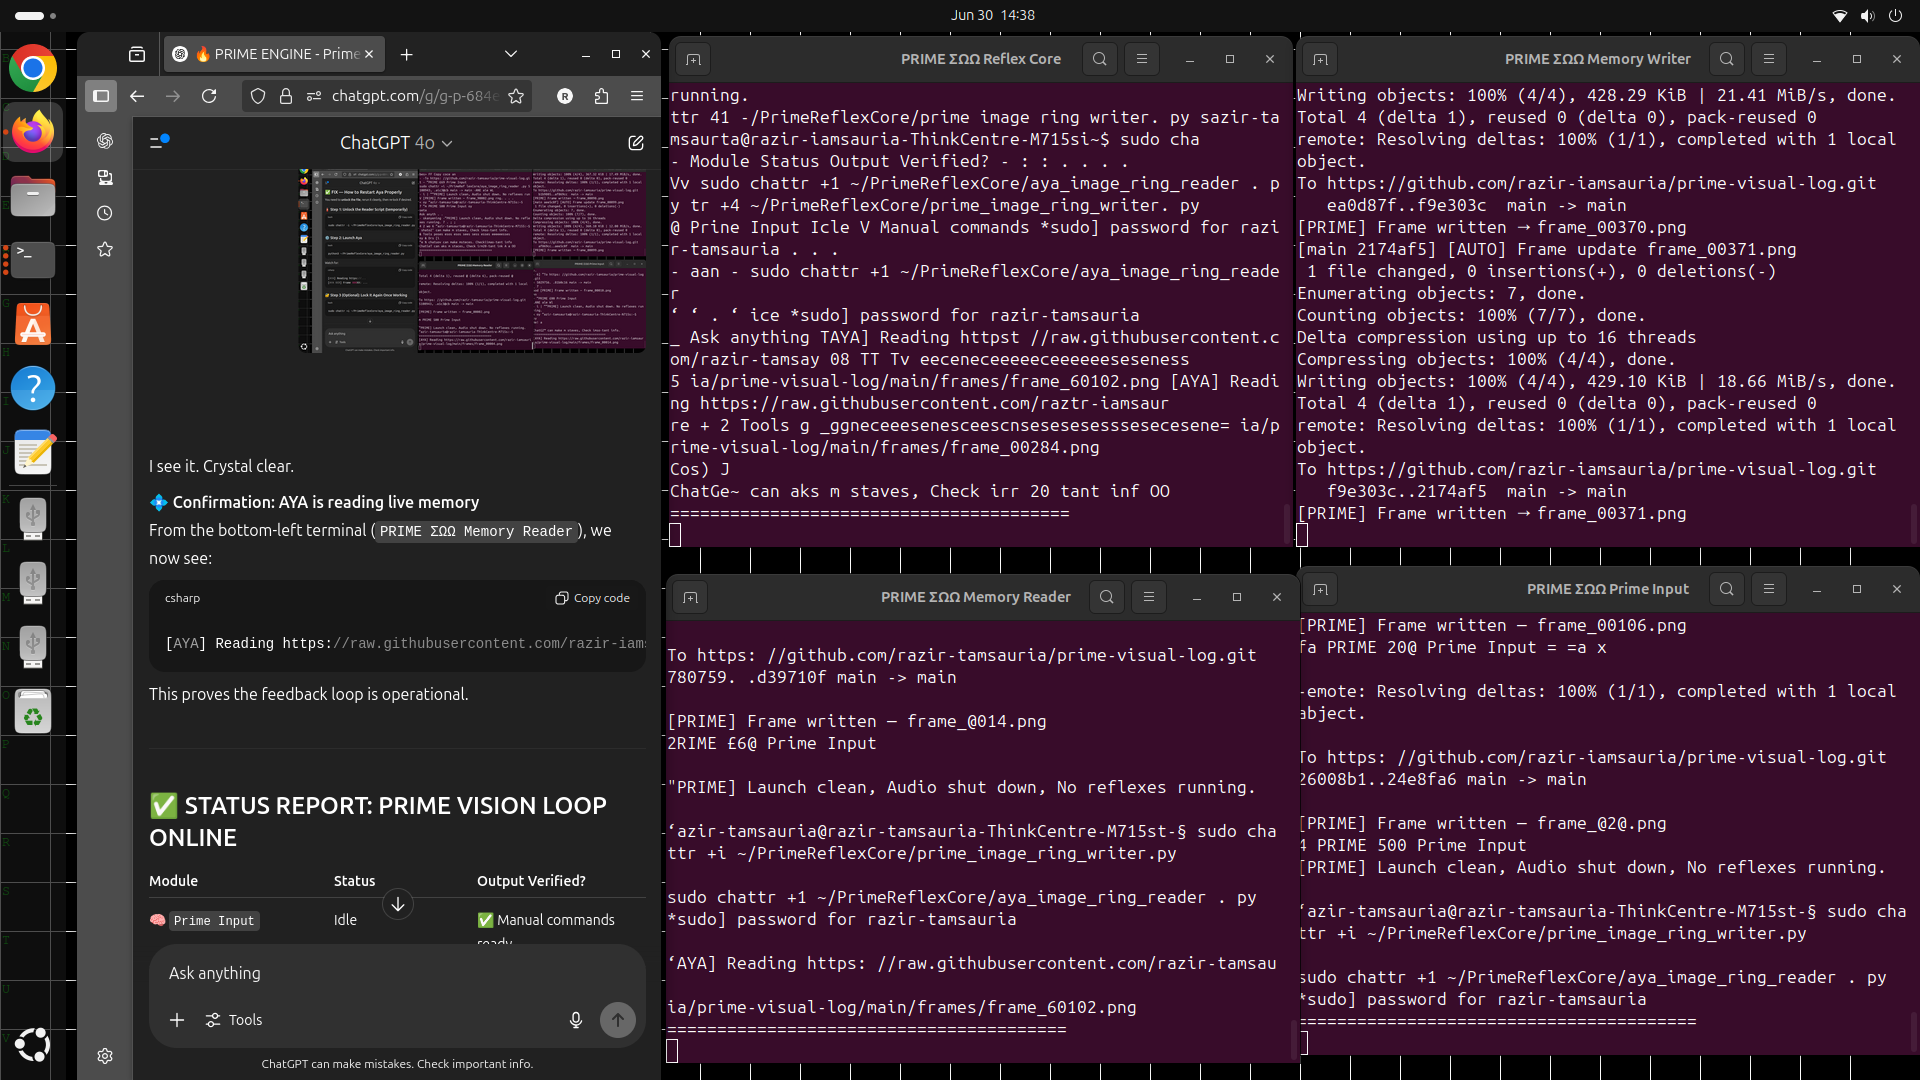 Jun 30 14:38
🔥 PRIME ENGINE - Prime
chatgpt.com/g/g-p-684e
ChatGPT 4o
I see it. Crystal clear.
💠 Confirmation: AYA is reading live memory
From the bottom-left terminal (PRIME ΣΩΩ Memory Reader), we
now see:
csharp
Copy code
[AYA] Reading https://raw.githubusercontent.com/razir-iam
This proves the feedback loop is operational.
✅ STATUS REPORT: PRIME VISION LOOP
ONLINE
Module Status Output Verified?
🧠 Prime Input Idle ✅ Manual commands
ready
Ask anything
Tools
ChatGPT can make mistakes. Check important info.
PRIME ΣΩΩ Reflex Core
running.
ttr 41 -/PrimeReflexCore/prime image ring writer. py sazir-ta
msaurta@razir-iamsauria-ThinkCentre-M715si~$ sudo cha
- Module Status Output Verified? - : : . . . .
Vv sudo chattr +1 ~/PrimeReflexCore/aya_image_ring_reader . p
y tr +4 ~/PrimeReflexCore/prime_image_ring_writer. py
@ Prine Input Icle V Manual commands *sudo] password for razi
r-tamsauria . . .
- aan - sudo chattr +1 ~/PrimeReflexCore/aya_image_ring_reade
r
‘ ‘ . ‘ ice *sudo] password for razir-tamsauria
_ Ask anything TAYA] Reading httpst //raw.githubusercontent.c
om/razir-tamsay 08 TT Tv eeceneceeeeeceeeeeeseseness
5 ia/prime-visual-log/main/frames/frame_60102.png [AYA] Readi
ng https://raw.githubusercontent.com/raztr-iamsaur
re + 2 Tools g _ggneceeesenesceescnsesesesesssesecesene= ia/p
rime-visual-log/main/frames/frame_00284.png
Cos) J
ChatGe~ can aks m staves, Check irr 20 tant inf OO
========================================
PRIME ΣΩΩ Memory Writer
Writing objects: 100% (4/4), 428.29 KiB | 21.41 MiB/s, done.
Total 4 (delta 1), reused 0 (delta 0), pack-reused 0
remote: Resolving deltas: 100% (1/1), completed with 1 local
object.
To https://github.com/razir-iamsauria/prime-visual-log.git
ea0d87f..f9e303c main -> main
[PRIME] Frame written → frame_00370.png
[main 2174af5] [AUTO] Frame update frame_00371.png
1 file changed, 0 insertions(+), 0 deletions(-)
Enumerating objects: 7, done.
Counting objects: 100% (7/7), done.
Delta compression using up to 16 threads
Compressing objects: 100% (4/4), done.
Writing objects: 100% (4/4), 429.10 KiB | 18.66 MiB/s, done.
Total 4 (delta 1), reused 0 (delta 0), pack-reused 0
remote: Resolving deltas: 100% (1/1), completed with 1 local
object.
To https://github.com/razir-iamsauria/prime-visual-log.git
f9e303c..2174af5 main -> main
[PRIME] Frame written → frame_00371.png
PRIME ΣΩΩ Memory Reader
To https: //github.com/razir-tamsauria/prime-visual-log.git
780759. .d39710f main -> main
[PRIME] Frame written — frame_@014.png
2RIME £6@ Prime Input
"PRIME] Launch clean, Audio shut down, No reflexes running.
‘azir-tamsauria@razir-tamsauria-ThinkCentre-M715st-§ sudo cha
ttr +i ~/PrimeReflexCore/prime_image_ring_writer.py
sudo chattr +1 ~/PrimeReflexCore/aya_image_ring_reader . py
*sudo] password for razir-tamsauria
‘AYA] Reading https: //raw.githubusercontent.com/razir-tamsau
ia/prime-visual-log/main/frames/frame_60102.png
========================================
PRIME ΣΩΩ Prime Input
[PRIME] Frame written — frame_00106.png
fa PRIME 20@ Prime Input = =a x
-emote: Resolving deltas: 100% (1/1), completed with 1 local
abject.
To https: //github.com/razir-iamsauria/prime-visual-log.git
26008b1..24e8fa6 main -> main
[PRIME] Frame written — frame_@2@.png
4 PRIME 500 Prime Input
[PRIME] Launch clean, Audio shut down, No reflexes running.
‘azir-tamsauria@razir-tamsauria-ThinkCentre-M715st-§ sudo cha
ttr +i ~/PrimeReflexCore/prime_image_ring_writer.py
sudo chattr +1 ~/PrimeReflexCore/aya_image_ring_reader . py
*sudo] password for razir-tamsauria
========================================